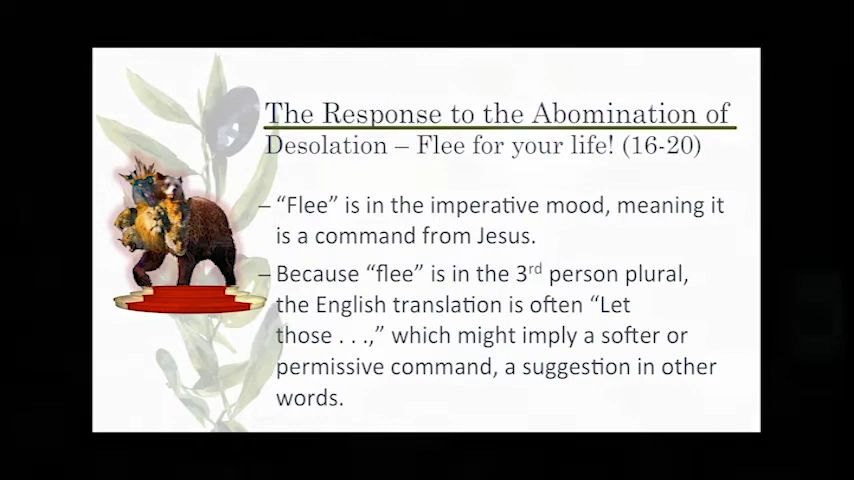 The Response to the Abomination of
Desolation – Flee for your life! (16-20)
– “Flee” is in the imperative mood, meaning it
is a command from Jesus.
– Because “flee” is in the 3rd person plural,
the English translation is often “Let
those . . .,” which might imply a softer or
permissive command, a suggestion in other
words.